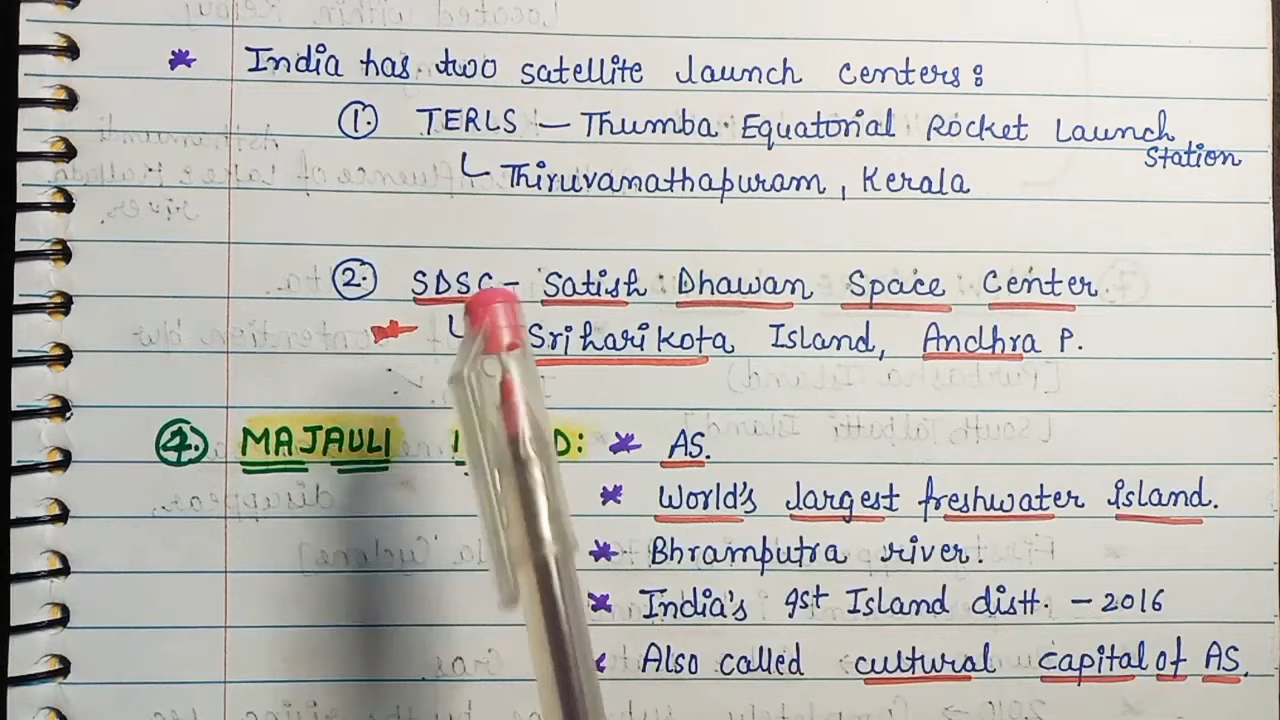 * India has two satellite launch centers:
① TERLS - Thumba Equatorial Rocket Launch Station
Thiruvanathapuram, Kerala
② SDSC - Satish Dhawan Space Center
Sriharikota Island, Andhra P.
④ MAJAULI D: * AS.
* World's largest freshwater island.
* Bhramputra river.
* India's 1st Island distt. - 2016
Also called cultural capital of AS.